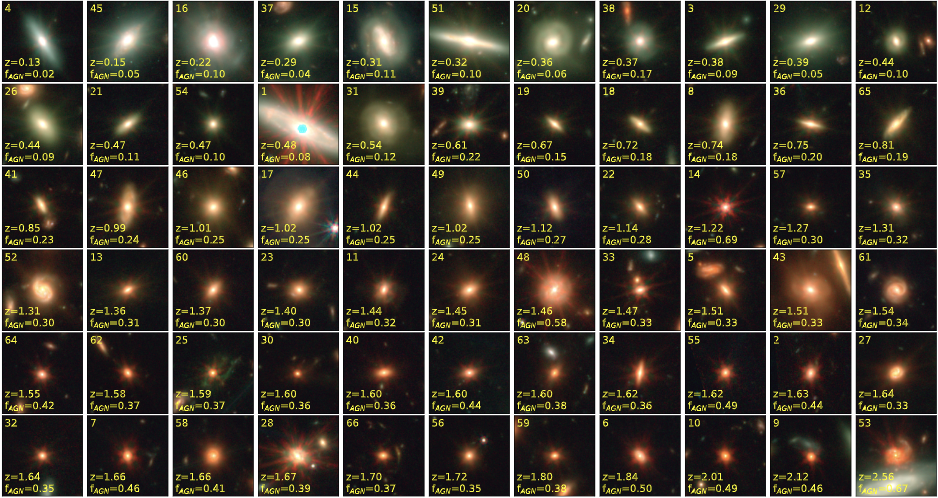 4
z=0.13
fAGN=0.02
45
z=0.15
fAGN=0.05
16
z=0.22
fAGN=0.10
37
z=0.29
fAGN=0.04
15
z=0.31
fAGN=0.11
51
z=0.32
fAGN=0.10
20
z=0.36
fAGN=0.06
38
z=0.37
fAGN=0.17
3
z=0.38
fAGN=0.09
29
z=0.39
fAGN=0.05
12
z=0.44
fAGN=0.10
26
z=0.44
fAGN=0.09
21
z=0.47
fAGN=0.11
54
z=0.47
fAGN=0.10
1
z=0.48
fAGN=0.08
31
z=0.54
fAGN=0.12
39
z=0.61
fAGN=0.22
19
z=0.67
fAGN=0.15
18
z=0.72
fAGN=0.18
8
z=0.74
fAGN=0.18
36
z=0.75
fAGN=0.20
65
z=0.81
fAGN=0.19
41
z=0.85
fAGN=0.23
47
z=0.99
fAGN=0.24
46
z=1.01
fAGN=0.25
17
z=1.02
fAGN=0.25
44
z=1.02
fAGN=0.25
49
z=1.02
fAGN=0.25
50
z=1.12
fAGN=0.27
22
z=1.14
fAGN=0.28
14
z=1.22
fAGN=0.69
57
z=1.27
fAGN=0.30
35
z=1.31
fAGN=0.32
52
z=1.31
fAGN=0.30
13
z=1.36
fAGN=0.31
60
z=1.37
fAGN=0.30
23
z=1.40
fAGN=0.30
11
z=1.44
fAGN=0.32
24
z=1.45
fAGN=0.31
48
z=1.46
fAGN=0.58
33
z=1.47
fAGN=0.33
5
z=1.51
fAGN=0.33
43
z=1.51
fAGN=0.33
61
z=1.54
fAGN=0.34
64
z=1.55
fAGN=0.42
62
z=1.58
fAGN=0.37
25
z=1.59
fAGN=0.37
30
z=1.60
fAGN=0.36
40
z=1.60
fAGN=0.36
42
z=1.60
fAGN=0.44
63
z=1.60
fAGN=0.38
34
z=1.62
fAGN=0.36
55
z=1.62
fAGN=0.49
2
z=1.63
fAGN=0.44
27
z=1.64
fAGN=0.33
32
z=1.64
fAGN=0.35
7
z=1.66
fAGN=0.46
58
z=1.66
fAGN=0.41
28
z=1.67
fAGN=0.39
66
z=1.70
fAGN=0.37
56
z=1.72
fAGN=0.35
59
z=1.80
fAGN=0.38
6
z=1.84
fAGN=0.50
10
z=2.01
fAGN=0.49
9
z=2.12
fAGN=0.46
53
z=2.56